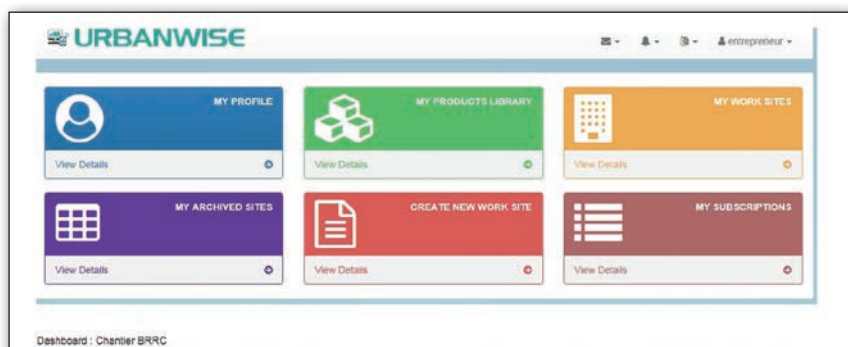 URBANWISE
entrepreneur
MY PROFILE MY PRODUCTS LIBRARY MY WORK SITES
View Details View Details View Details
MY ARCHIVED SITES CREATE NEW WORK SITE MY SUBSCRIPTIONS
View Details View Details View Details
Dashboard : Chantier BRRC